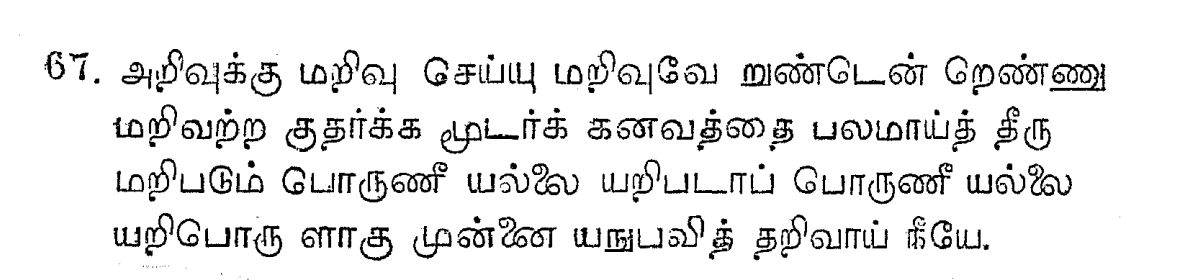 67. அறிவுக்கு மறிவு செய்யு மறிவுவே றுண்டென் றெண்ணு
மறிவற்ற குதர்க்க மூடர்க் கனவத்தை பலமாய்த் தீரு
மறிபடும் பொருணீ யல்லை யறிபடாப் பொருணீ யல்லை
யறிபொரு ளாகு முன்னை யநுபவித் தறிவாய் நீயே.